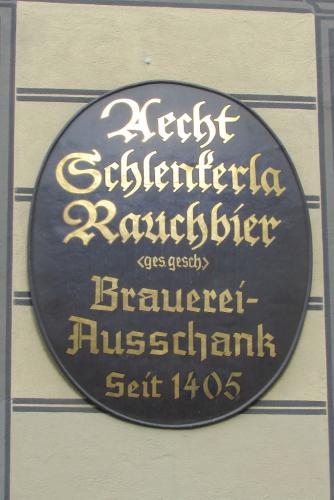 Aecht
Schlenkerla
Rauchbier
<ges.gesch.>
Brauerei-
Ausschank
Seit 1405